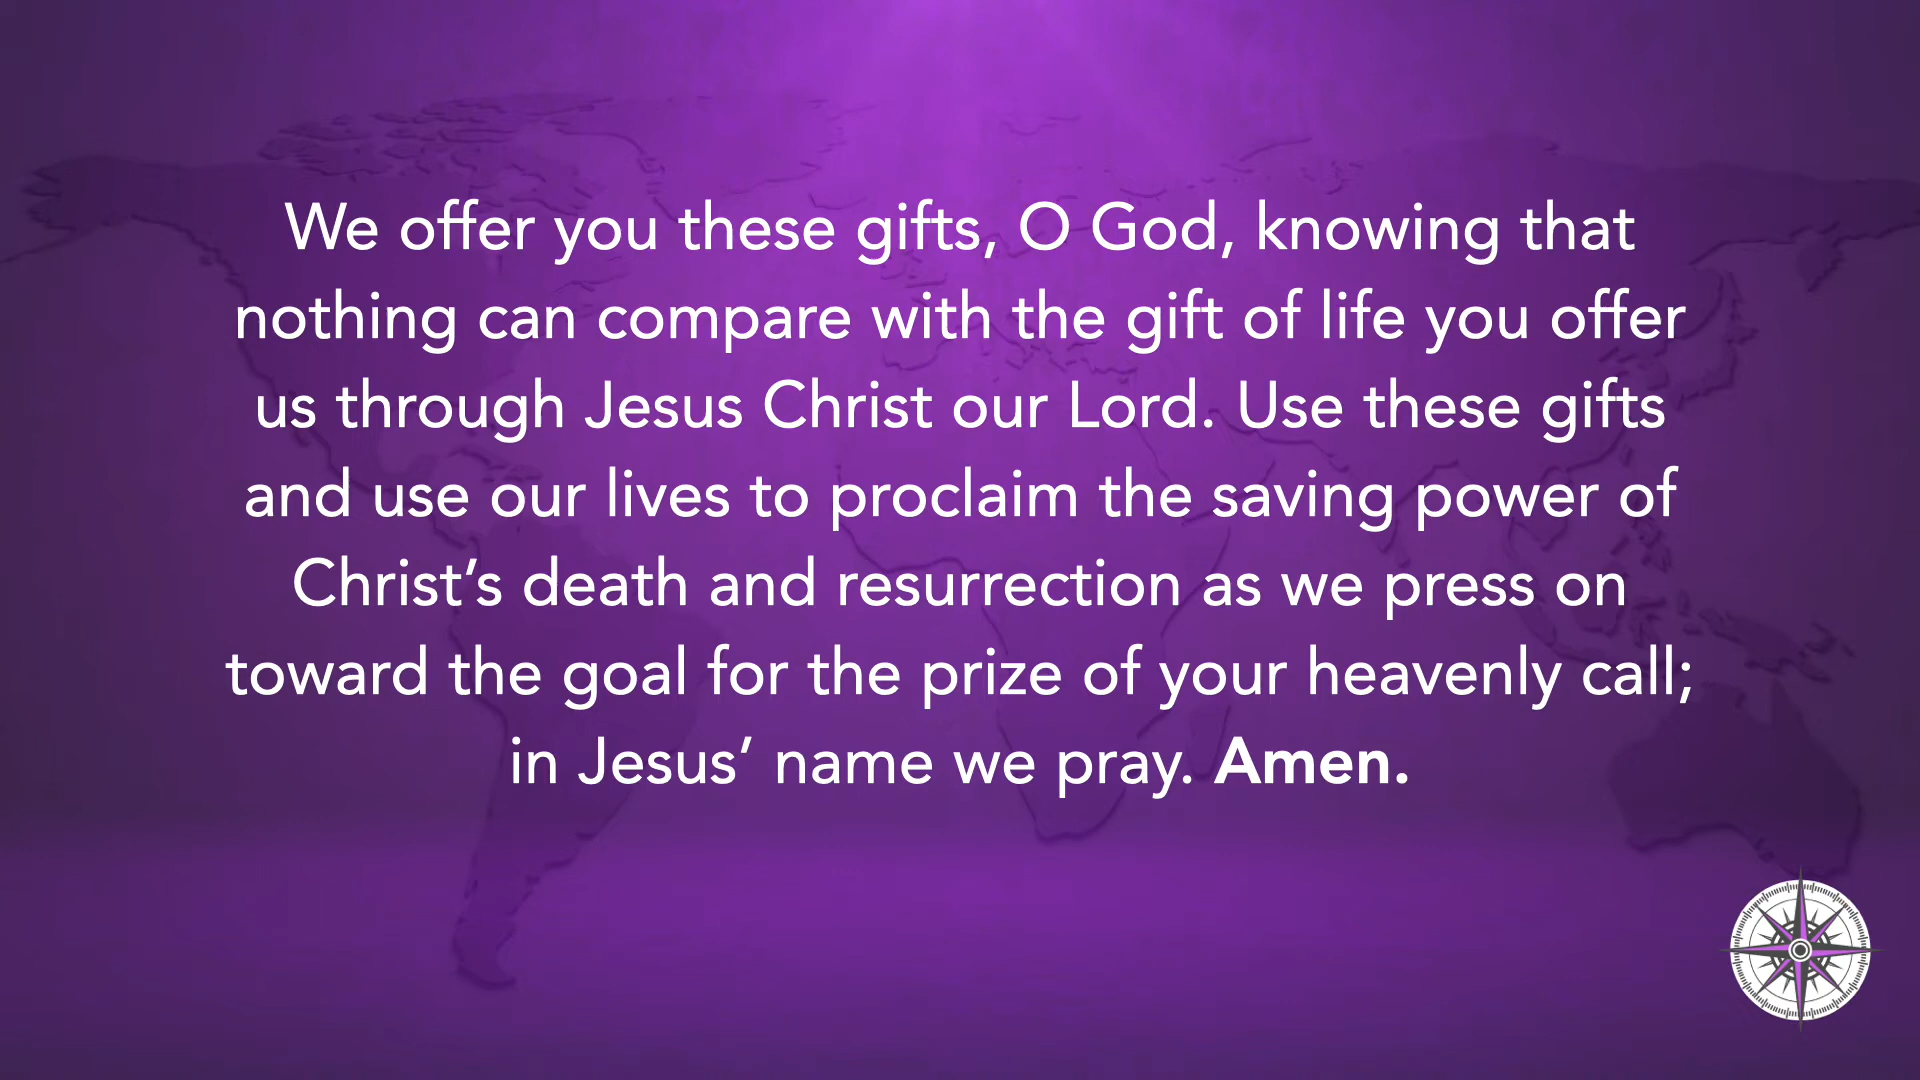 We offer you these gifts, O God, knowing that
nothing can compare with the gift of life you offer
us through Jesus Christ our Lord. Use these gifts
and use our lives to proclaim the saving power of
Christ’s death and resurrection as we press on
toward the goal for the prize of your heavenly call;
in Jesus’ name we pray. Amen.